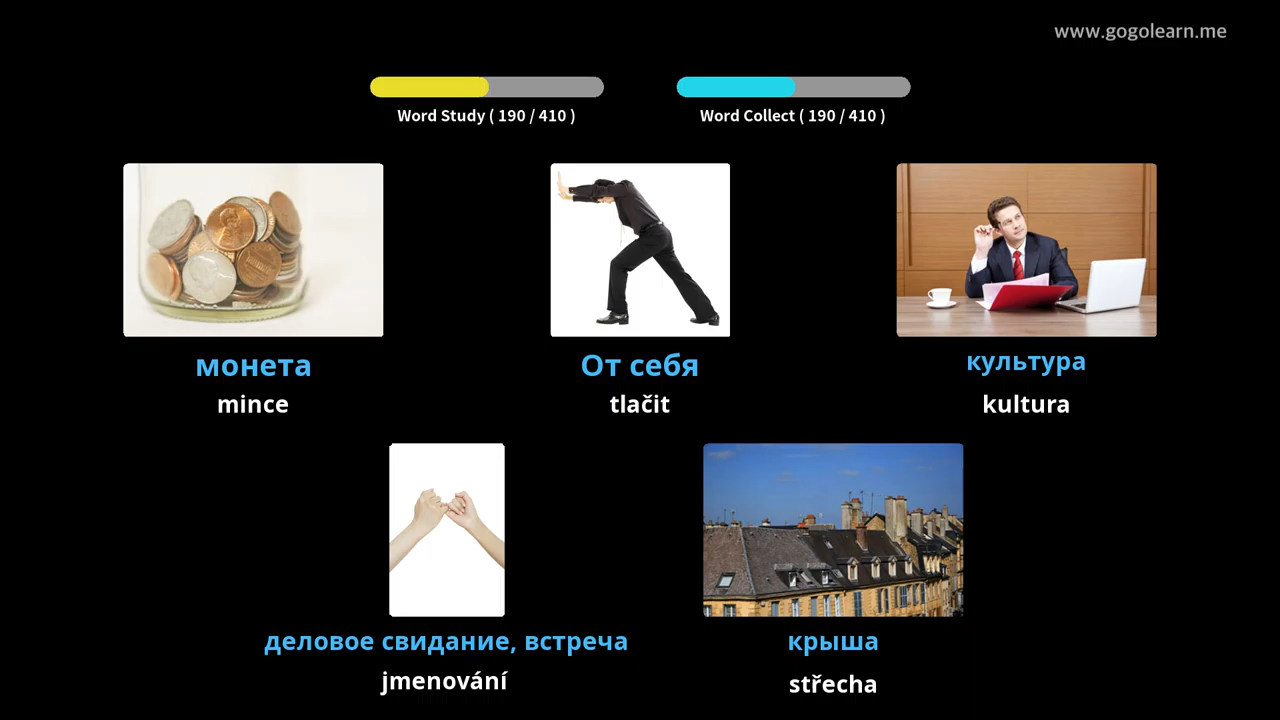 www.gogolearn.me
Word Study ( 190 / 410 )
Word Collect ( 190 / 410 )
монета
mince
От себя
tlačit
культура
kultura
деловое свидание, встреча
jmenování
крыша
střecha